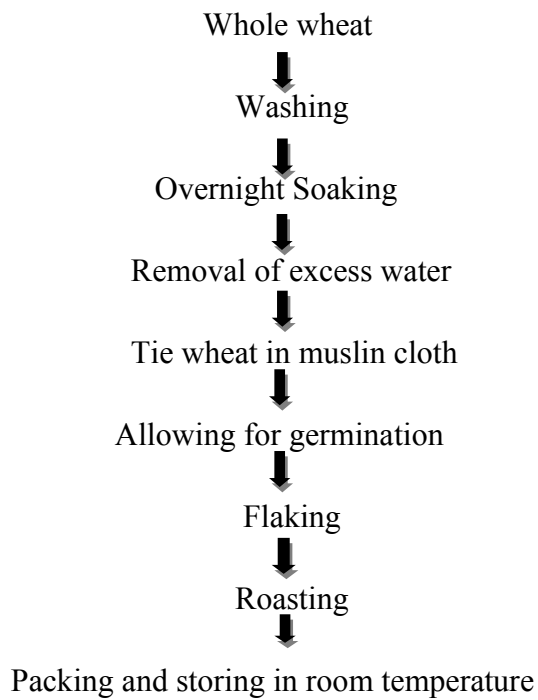 Whole wheat
Washing
Overnight Soaking
Removal of excess water
Tie wheat in muslin cloth
Allowing for germination
Flaking
Roasting
Packing and storing in room temperature